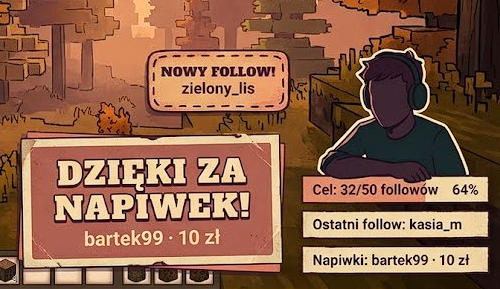 NOWY FOLLOW!
zielony_lis
DZIĘKI ZA
NAPIWEK!
bartek99 · 10 zł
Cel: 32/50 followów 64%
Ostatni follow: kasia_m
Napiwki: bartek99 · 10 zł